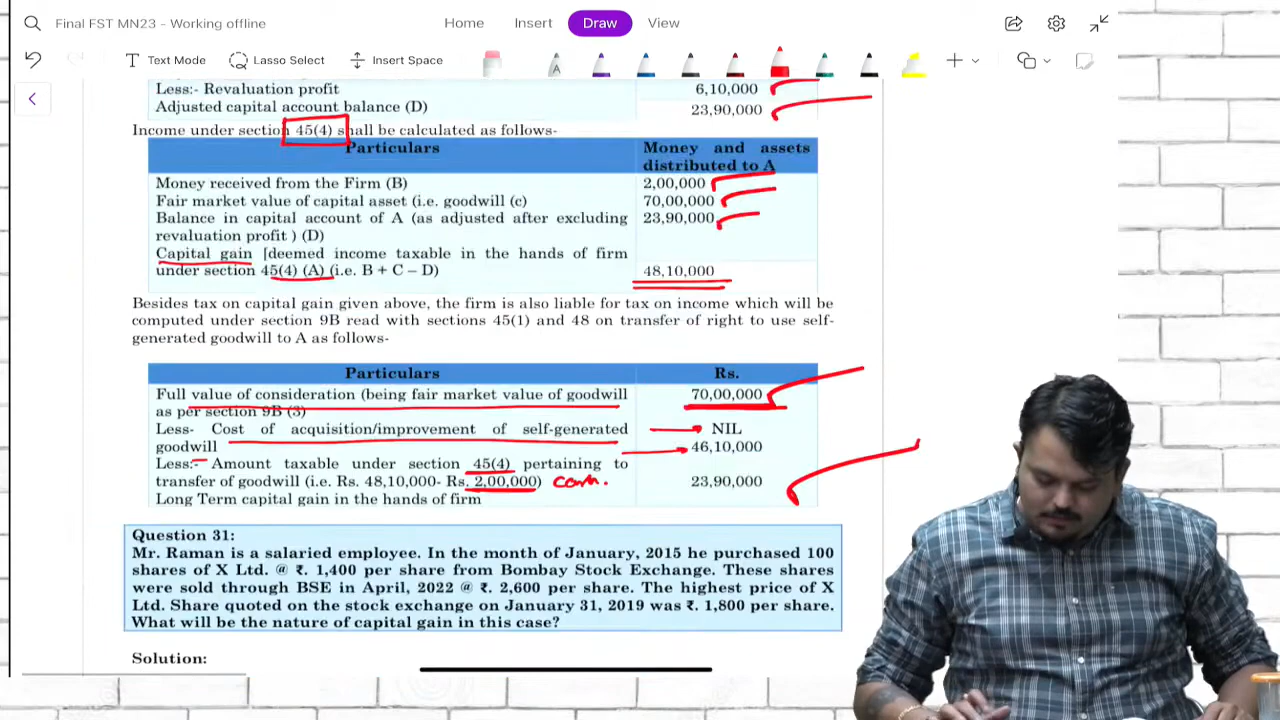 Final FST MN23 - Working offline
Home Insert Draw View
Text Mode Lasso Select Insert Space
Less:- Revaluation profit 6,10,000
Adjusted capital account balance (D) 23,90,000
Income under section 45(4) shall be calculated as follows-
Particulars Money and assets
distributed to A
Money received from the Firm (B) 2,00,000
Fair market value of capital asset (i.e. goodwill (c) 70,00,000
Balance in capital account of A (as adjusted after excluding 23,90,000
revaluation profit ) (D)
Capital gain [deemed income taxable in the hands of firm
under section 45(4) (A) (i.e. B + C – D) 48,10,000
Besides tax on capital gain given above, the firm is also liable for tax on income which will be
computed under section 9B read with sections 45(1) and 48 on transfer of right to use self-
generated goodwill to A as follows-
Particulars Rs.
Full value of consideration (being fair market value of goodwill 70,00,000
as per section 9B (3)
Less- Cost of acquisition/improvement of self-generated NIL
goodwill 46,10,000
Less:- Amount taxable under section 45(4) pertaining to
transfer of goodwill (i.e. Rs. 48,10,000- Rs. 2,00,000) cash. 23,90,000
Long Term capital gain in the hands of firm
Question 31:
Mr. Raman is a salaried employee. In the month of January, 2015 he purchased 100
shares of X Ltd. @ ₹. 1,400 per share from Bombay Stock Exchange. These shares
were sold through BSE in April, 2022 @ ₹. 2,600 per share. The highest price of X
Ltd. Share quoted on the stock exchange on January 31, 2019 was ₹. 1,800 per share.
What will be the nature of capital gain in this case?
Solution: